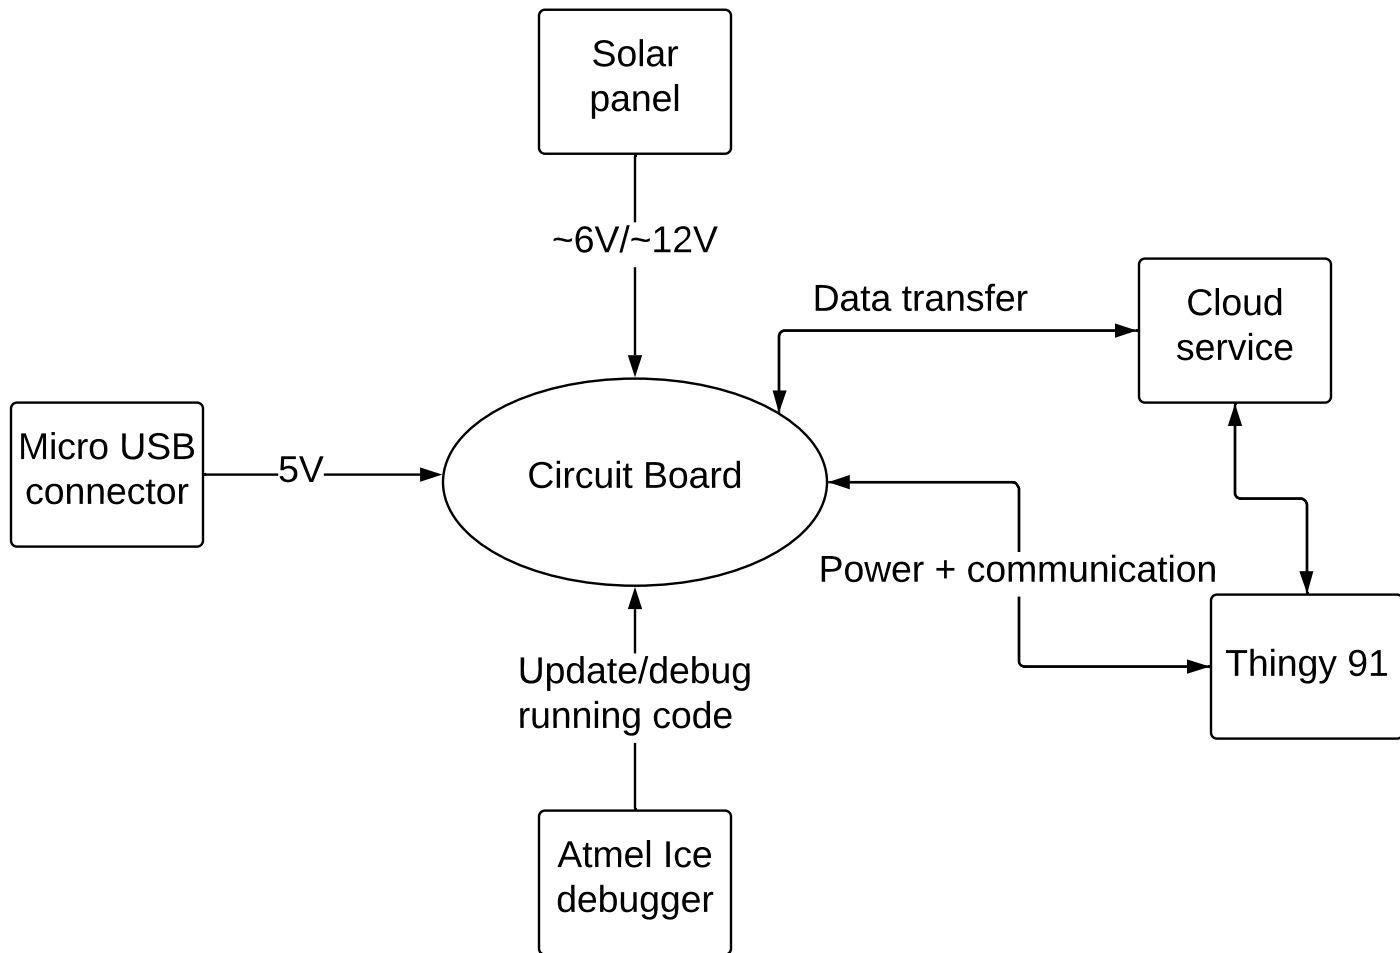 Solar
panel
~6V/~12V
Data transfer
Cloud
service
Micro USB
connector
5V
Circuit Board
Power + communication
Thingy 91
Update/debug
running code
Atmel Ice
debugger